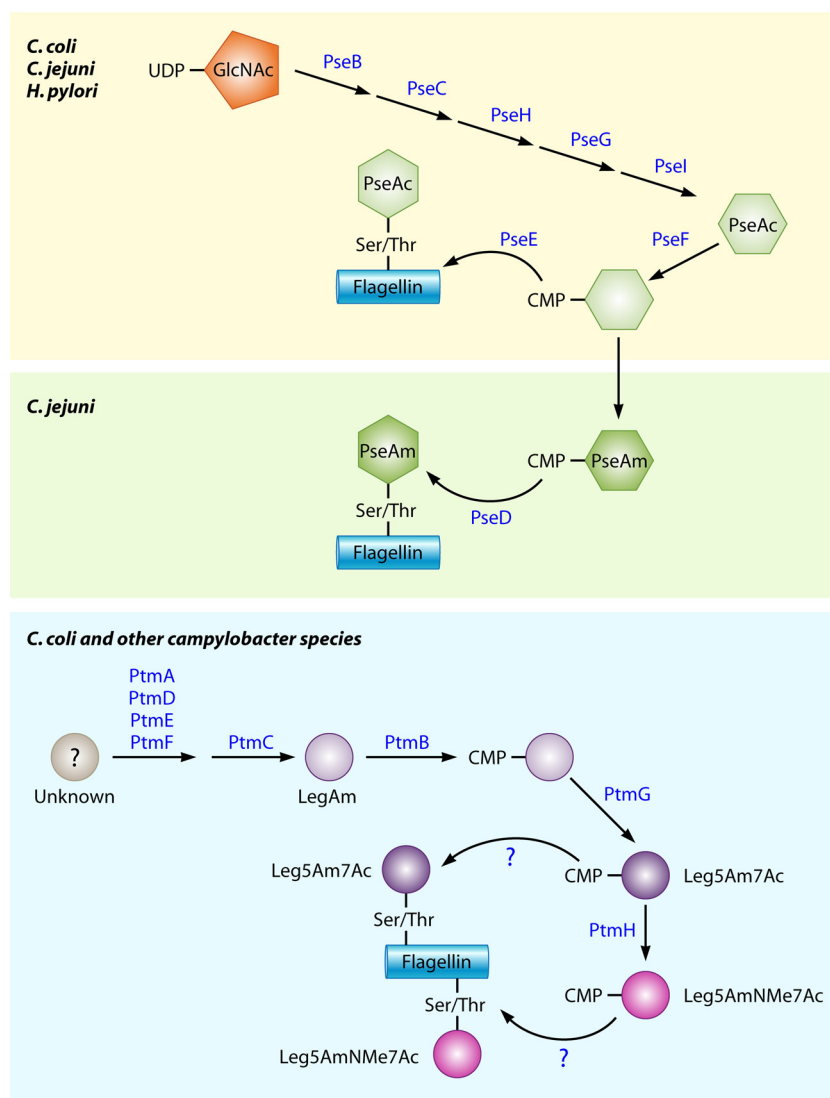 C. coli
C. jejuni
H. pylori
UDP
GlcNAc
PseB
PseC
PseH
PseG
PseI
PseAc
PseAc
Ser/Thr
Flagellin
PseE
PseF
CMP
C. jejuni
PseAm
Ser/Thr
Flagellin
CMP
PseAm
PseD
C. coli and other campylobacter species
PtmA
PtmD
PtmE
PtmF
?
Unknown
PtmC
LegAm
PtmB
CMP
PtmG
Leg5Am7Ac
?
CMP
Leg5Am7Ac
Ser/Thr
Flagellin
PtmH
Ser/Thr
CMP
Leg5AmNMe7Ac
Leg5AmNMe7Ac
?